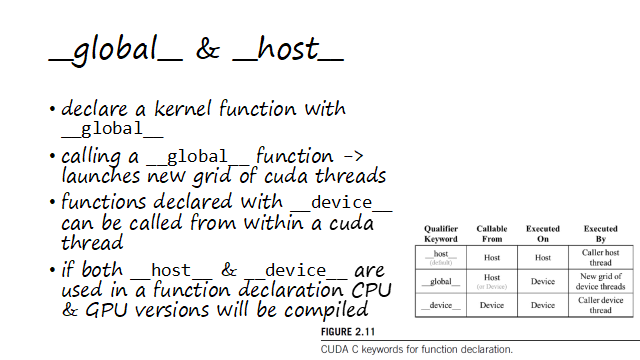 __global__ & __host__
• declare a kernel function with
__global__
• calling a __global__ function –>
launches new grid of cuda threads
• functions declared with __device__
can be called from within a cuda
thread
• if both __host__ & __device__ are
used in a function declaration CPU
& GPU versions will be compiled
Qualifier Callable Executed Executed
Keyword From On By
__host__ Host Host Caller host
(default) thread
__global__ Host Device New grid of
(or Device) device threads
__device__ Device Device Caller device
thread
FIGURE 2.11
CUDA C keywords for function declaration.